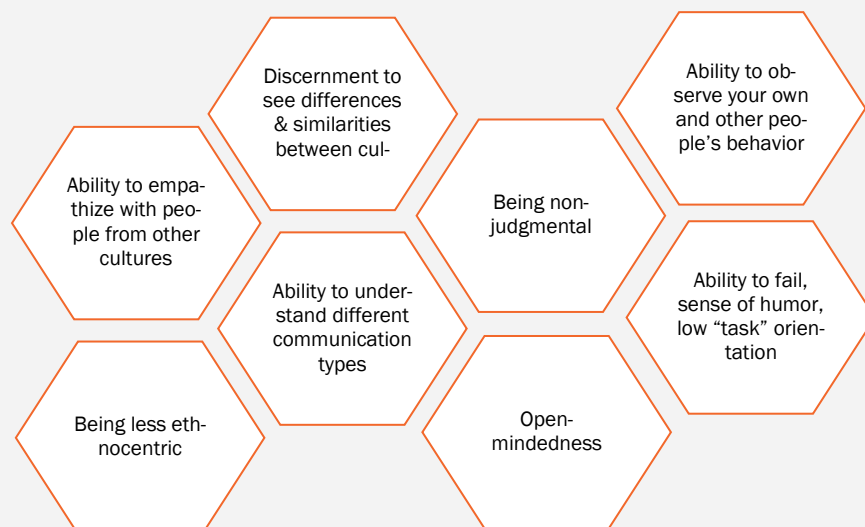 Discernment to
see differences
& similarities
between cul-
Ability to ob-
serve your own
and other peo-
ple’s behavior
Ability to empa-
thize with peo-
ple from other
cultures
Being non-
judgmental
Ability to under-
stand different
communication
types
Ability to fail,
sense of humor,
low “task” orien-
tation
Being less eth-
nocentric
Open-
mindedness